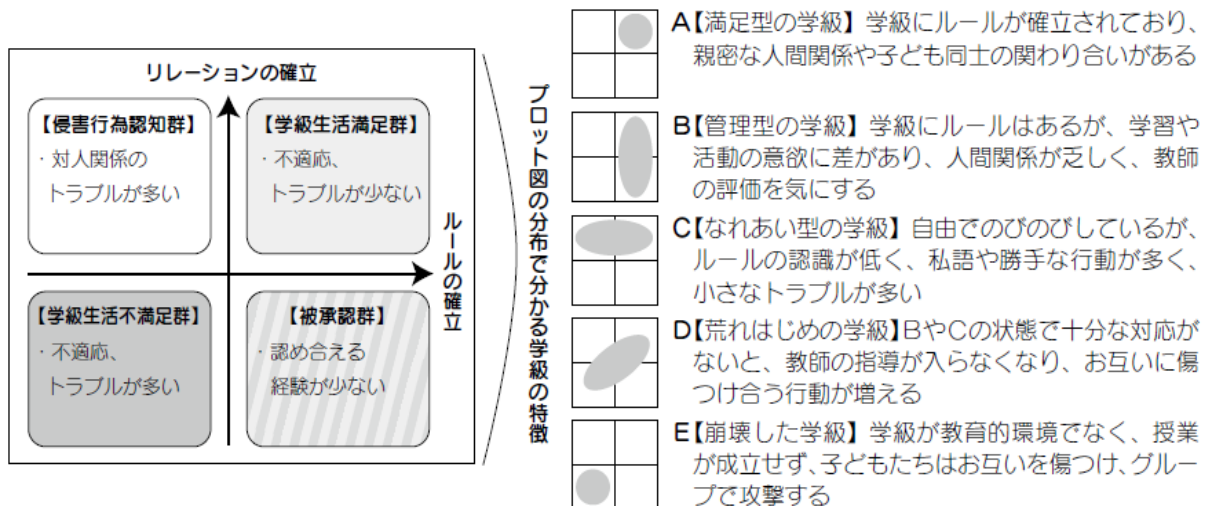 リレーションの確立
【侵害行為認知群】
・対人関係の
トラブルが多い
【学級生活満足群】
・不適応、
トラブルが少ない
ルールの確立
【学級生活不満足群】
・不適応、
トラブルが多い
【被承認群】
・認め合える
経験が少ない
プロット図の分布で分かる学級の特徴
A【満足型の学級】学級にルールが確立されており、
親密な人間関係や子ども同士の関わり合いがある
B【管理型の学級】学級にルールはあるが、学習や
活動の意欲に差があり、人間関係が乏しく、教師
の評価を気にする
C【なれあい型の学級】自由でのびのびしているが、
ルールの認識が低く、私語や勝手な行動が多く、
小さなトラブルが多い
D【荒れはじめの学級】BやCの状態で十分な対応が
ないと、教師の指導が入らなくなり、お互いに傷
つけ合う行動が増える
E【崩壊した学級】学級が教育的環境でなく、授業
が成立せず、子どもたちはお互いを傷つけ、グルー
プで攻撃する